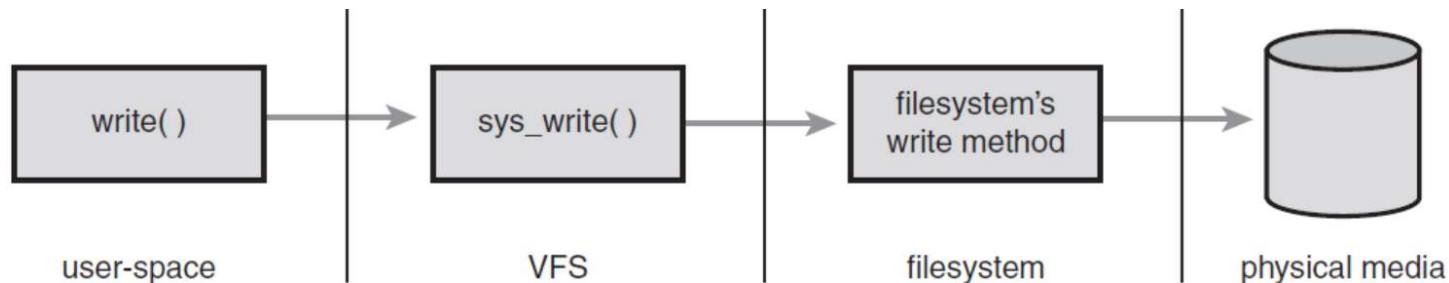 write( )
sys_write( )
filesystem's
write method
user-space
VFS
filesystem
physical media